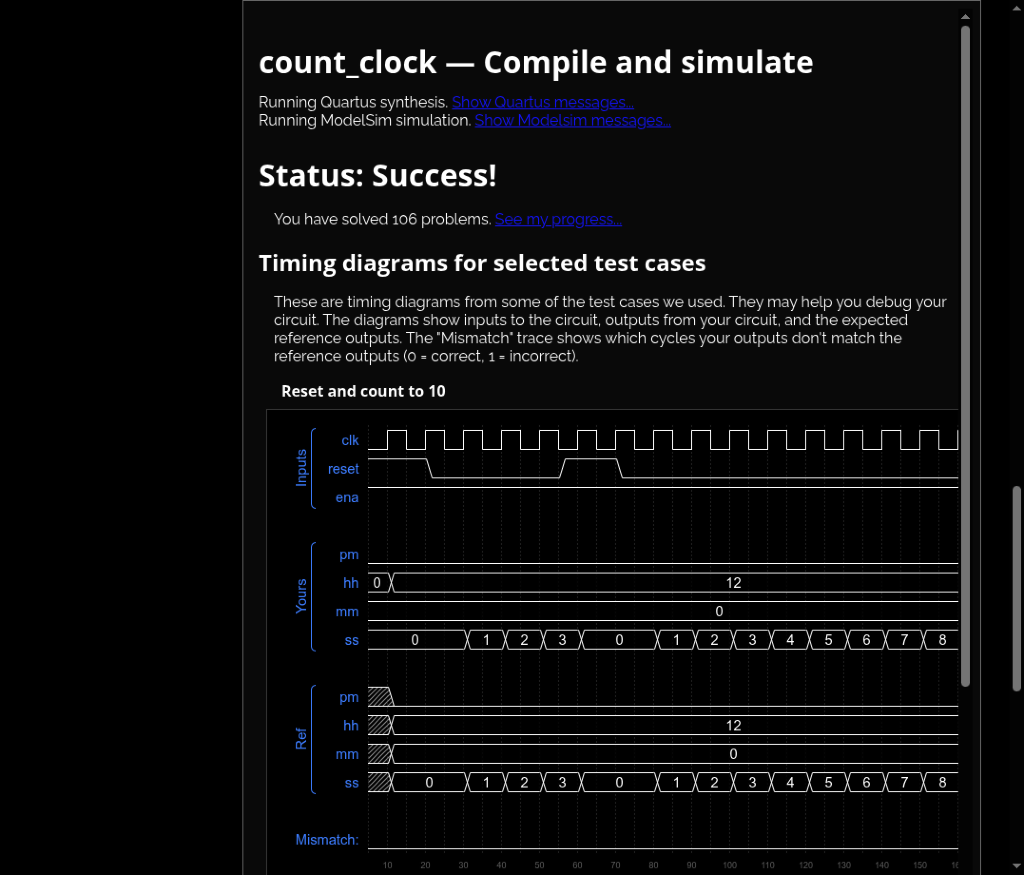 count_clock — Compile and simulate
Running Quartus synthesis. Show Quartus messages...
Running ModelSim simulation. Show Modelsim messages...
Status: Success!
You have solved 106 problems. See my progress...
Timing diagrams for selected test cases
These are timing diagrams from some of the test cases we used. They may help you debug your
circuit. The diagrams show inputs to the circuit, outputs from your circuit, and the expected
reference outputs. The "Mismatch" trace shows which cycles your outputs don't match the
reference outputs (0 = correct, 1 = incorrect).
Reset and count to 10
Inputs
clk
reset
ena
Yours
pm
hh 0 12
mm 0
ss 0 1 2 3 0 1 2 3 4 5 6 7 8
Ref
pm
hh 12
mm 0
ss 0 1 2 3 0 1 2 3 4 5 6 7 8
Mismatch:
10 20 30 40 50 60 70 80 90 100 110 120 130 140 150